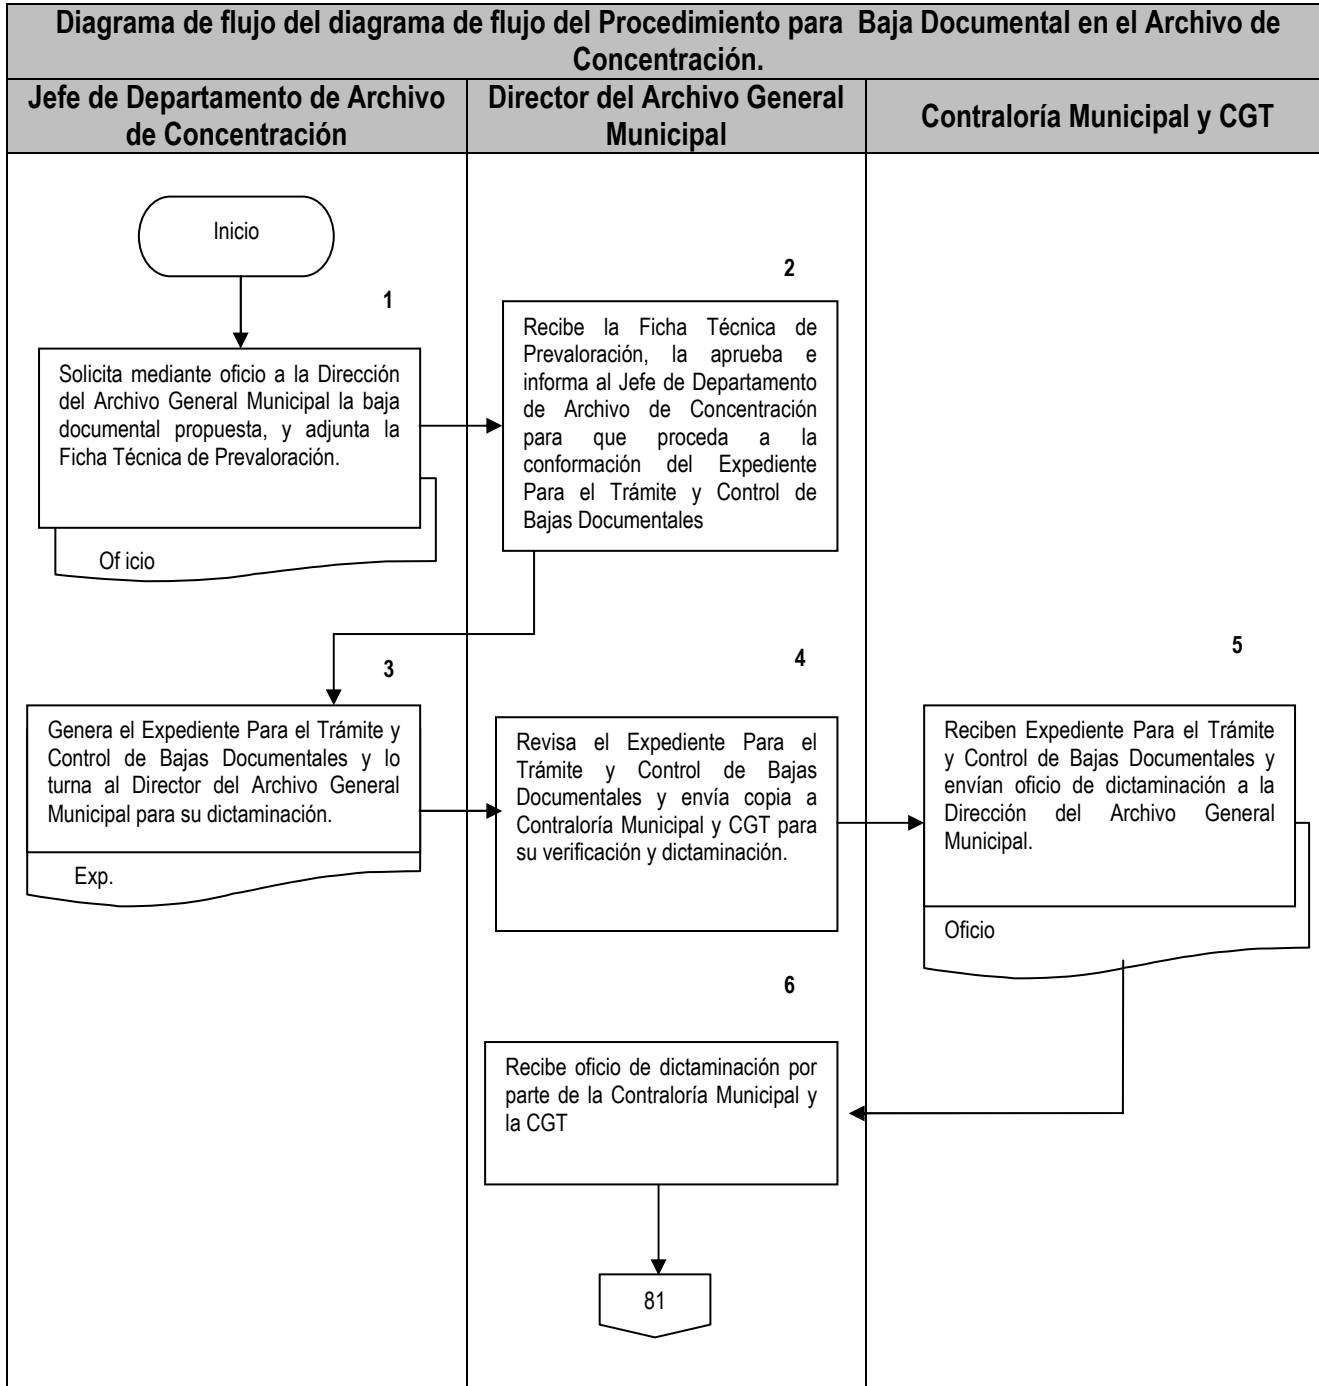 Diagrama de flujo del diagrama de flujo del Procedimiento para  Baja Documental en el Archivo de
Concentración.
Jefe de Departamento de Archivo
de Concentración
Director del Archivo General
Municipal
Contraloría Municipal y CGT
Inicio
1
Solicita mediante oficio a la Dirección
del Archivo General Municipal la baja
documental propuesta, y adjunta la
Ficha Técnica de Prevaloración.
Of icio
2
Recibe la Ficha Técnica de
Prevaloración, la aprueba e
informa al Jefe de Departamento
de Archivo de Concentración
para que proceda a la
conformación del Expediente
Para el Trámite y Control de
Bajas Documentales
3
Genera el Expediente Para el Trámite y
Control de Bajas Documentales y lo
turna al Director del Archivo General
Municipal para su dictaminación.
Exp.
4
Revisa el Expediente Para el
Trámite y Control de Bajas
Documentales y envía copia a
Contraloría Municipal y CGT para
su verificación y dictaminación.
5
Reciben Expediente Para el Trámite
y Control de Bajas Documentales y
envían oficio de dictaminación a la
Dirección del Archivo General
Municipal.
Oficio
6
Recibe oficio de dictaminación por
parte de la Contraloría Municipal y
la CGT
81